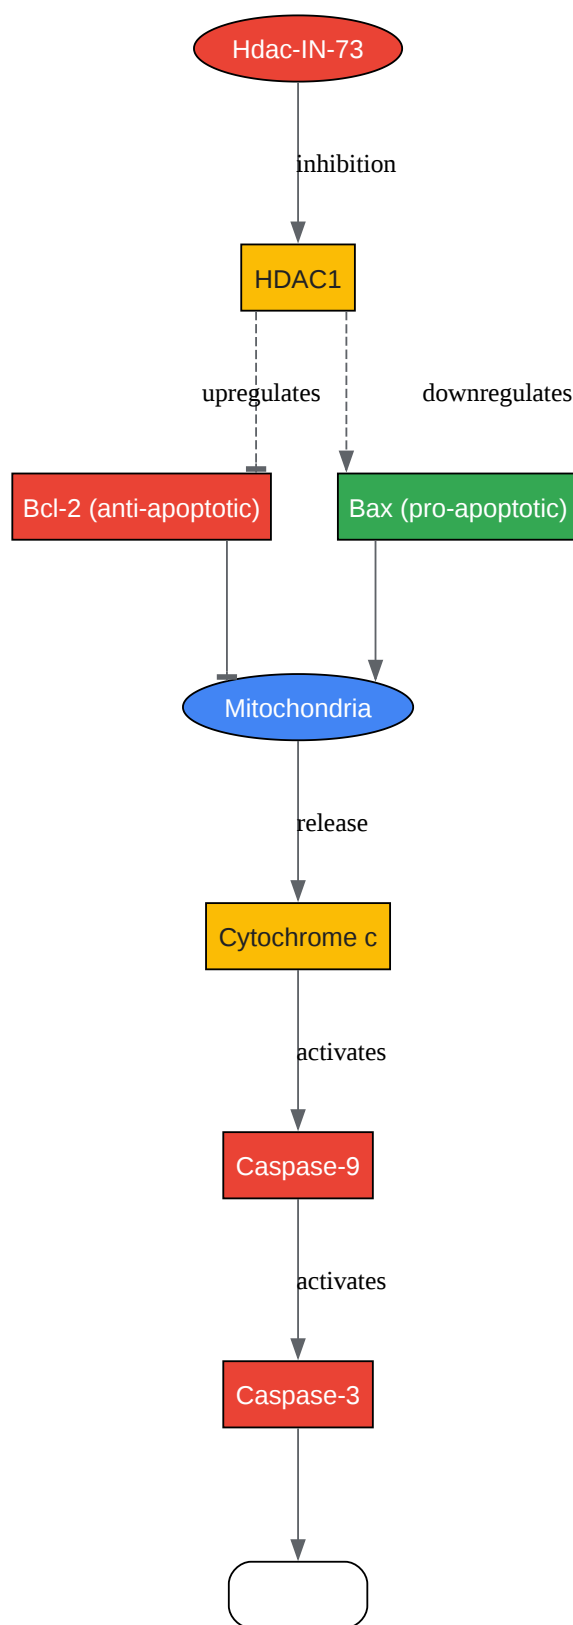 Hdac-IN-73
inhibition
HDAC1
upregulates
downregulates
Bcl-2 (anti-apoptotic)
Bax (pro-apoptotic)
Mitochondria
release
Cytochrome c
activates
Caspase-9
activates
Caspase-3